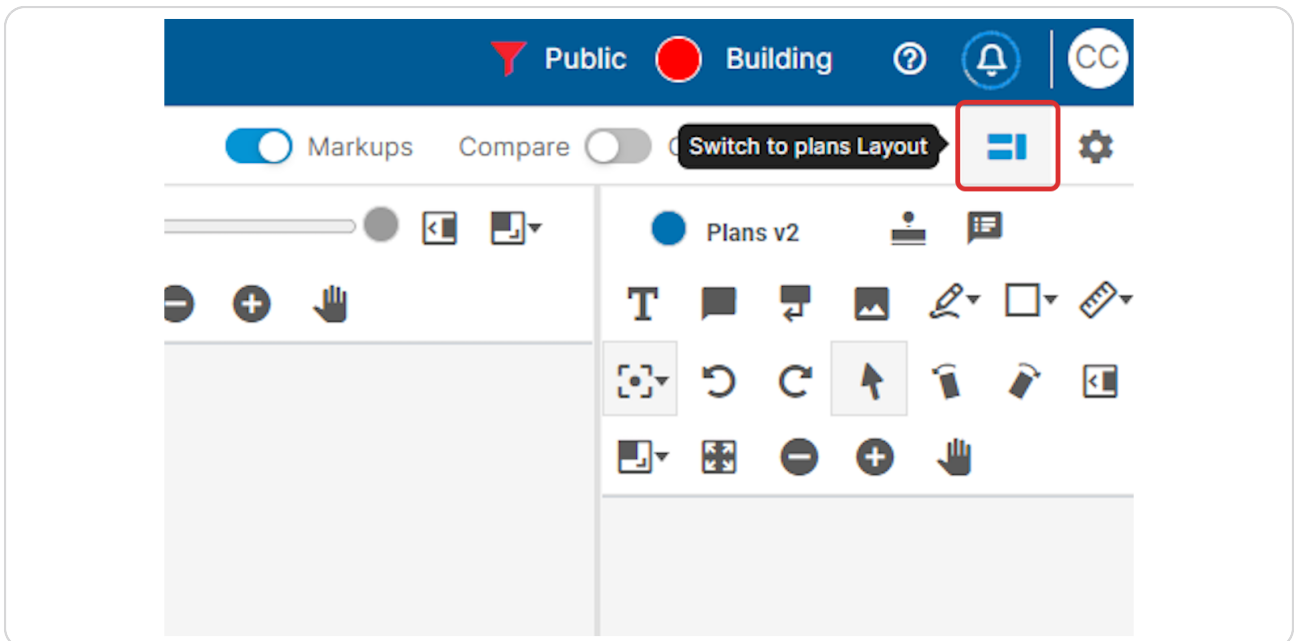 Public Building CC
Markups Compare Switch to plans Layout
Plans v2
T